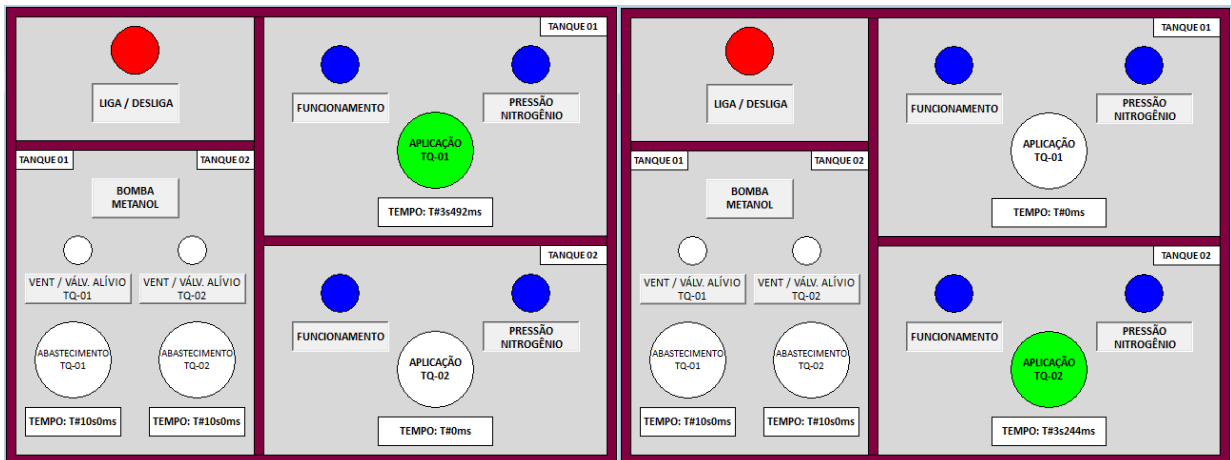 TANQUE 01
LIGA / DESLIGA
FUNCIONAMENTO
PRESSÃO
NITROGÊNIO
APLICAÇÃO
TQ-01
TEMPO: T#3s492ms
TANQUE 01
TANQUE 02
BOMBA
METANOL
VENT / VÁLV. ALÍVIO
TQ-01
VENT / VÁLV. ALÍVIO
TQ-02
ABASTECIMENTO
TQ-01
ABASTECIMENTO
TQ-02
TEMPO: T#10s0ms
TEMPO: T#10s0ms
TANQUE 02
FUNCIONAMENTO
PRESSÃO
NITROGÊNIO
APLICAÇÃO
TQ-02
TEMPO: T#0ms
TANQUE 01
LIGA / DESLIGA
FUNCIONAMENTO
PRESSÃO
NITROGÊNIO
APLICAÇÃO
TQ-01
TEMPO: T#0ms
TANQUE 01
TANQUE 02
BOMBA
METANOL
VENT / VÁLV. ALÍVIO
TQ-01
VENT / VÁLV. ALÍVIO
TQ-02
ABASTECIMENTO
TQ-01
ABASTECIMENTO
TQ-02
TEMPO: T#10s0ms
TEMPO: T#10s0ms
TANQUE 02
FUNCIONAMENTO
PRESSÃO
NITROGÊNIO
APLICAÇÃO
TQ-02
TEMPO: T#3s244ms